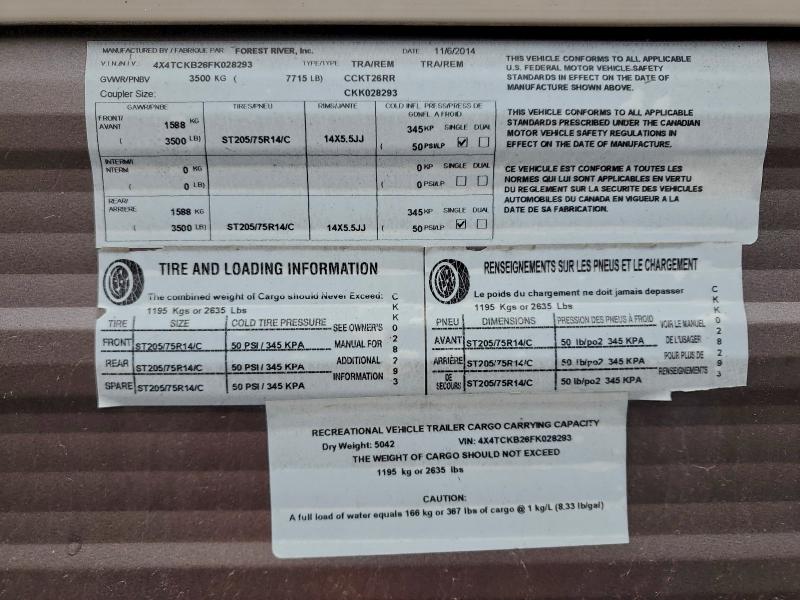 MANUFACTURED BY / FABRIQUE PAR FOREST RIVER, Inc. DATE 11/6/2014
V.I.N./N.I.V. 4X4TCKB26FK028293 TYPE/TYPE TRA/REM TRA/REM
GVWR/PNBV 3500 KG ( 7715 LB) CCKT26RR
Coupler Size: CKK028293
GAWR/PNBE TIRES/PNEU RIMS/JANTE COLD INFL. PRESS/PRESS DE GONFL A FROID
FRONT/ AVANT 1588 KG 345 KP SINGLE DUAL
( 3500 LB) ST205/75R14/C 14X5.5JJ ( 50 PSI/LP
INTERM/ INTERM 0 KG 0 KP SINGLE DUAL
( 0 LB) ( 0 PSI/LP
REAR/ ARRIERE 1588 KG 345 KP SINGLE DUAL
( 3500 LB) ST205/75R14/C 14X5.5JJ ( 50 PSI/LP
THIS VEHICLE CONFORMS TO ALL APPLICABLE
U.S. FEDERAL MOTOR VEHICLE SAFETY
STANDARDS IN EFFECT ON THE DATE OF
MANUFACTURE SHOWN ABOVE.
THIS VEHICLE CONFORMS TO ALL APPLICABLE
STANDARDS PRESCRIBED UNDER THE CANADIAN
MOTOR VEHICLE SAFETY REGULATIONS IN
EFFECT ON THE DATE OF MANUFACTURE.
CE VEHICULE EST CONFORME A TOUTES LES
NORMES QUI LUI SONT APPLICABLES EN VERTU
DU REGLEMENT SUR LA SECURITE DES VEHICULES
AUTOMOBILES DU CANADA EN VIGUEUR A LA
DATE DE SA FABRICATION.
TIRE AND LOADING INFORMATION
The combined weight of Cargo should Never Exceed:
1195 Kgs or 2635 Lbs
TIRE SIZE COLD TIRE PRESSURE
FRONT ST205/75R14/C 50 PSI / 345 KPA
REAR ST205/75R14/C 50 PSI / 345 KPA
SPARE ST205/75R14/C 50 PSI / 345 KPA
SEE OWNER'S
MANUAL FOR
ADDITIONAL
INFORMATION
CKK028293
RENSEIGNEMENTS SUR LES PNEUS ET LE CHARGEMENT
Le poids du chargement ne doit jamais depasser
1195 Kgs or 2635 Lbs
PNEU DIMENSIONS PRESSION DES PNEUS À FROID
AVANT ST205/75R14/C 50 lb/po2 345 KPA
ARRIÈRE ST205/75R14/C 50 lb/po2 345 KPA
DE SECOURS ST205/75R14/C 50 lb/po2 345 KPA
VOIR LE MANUEL
DE L'USAGER
POUR PLUS DE
RENSEIGNEMENTS
CKK028293
RECREATIONAL VEHICLE TRAILER CARGO CARRYING CAPACITY
Dry Weight: 5042 VIN: 4X4TCKB26FK028293
THE WEIGHT OF CARGO SHOULD NOT EXCEED
1195 kg or 2635 lbs
CAUTION:
A full load of water equals 166 kg or 367 lbs of cargo @ 1 kg/L (8.33 lb/gal)